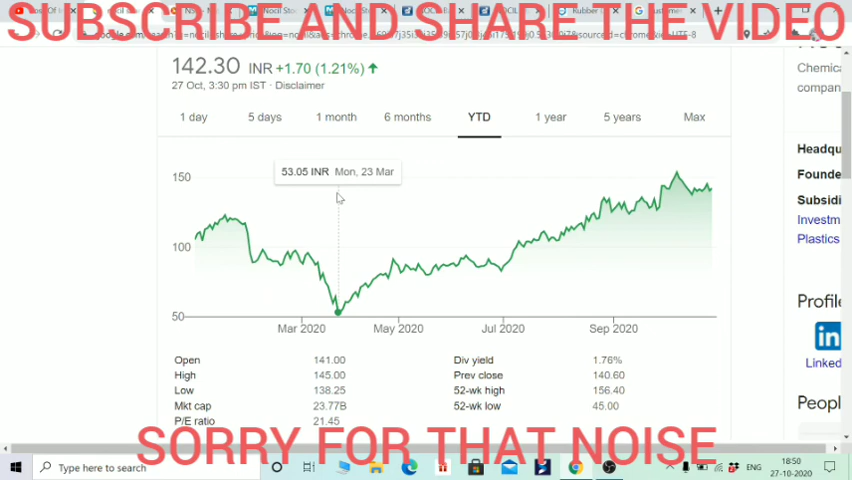 SUBSCRIBE AND SHARE THE VIDEO
142.30 INR +1.70 (1.21%) ↑
27 Oct, 3:30 pm IST · Disclaimer
1 day 5 days 1 month 6 months YTD 1 year 5 years Max
53.05 INR Mon, 23 Mar
150
100
50
Mar 2020 May 2020 Jul 2020 Sep 2020
Open 141.00 Div yield 1.76%
High 145.00 Prev close 140.60
Low 138.25 52-wk high 156.40
Mkt cap 23.77B 52-wk low 45.00
P/E ratio 21.45
Chemica
compan
Headqu
Founde
Subsidi
Investm
Plastics
Profile
in
Linked
People
SORRY FOR THAT NOISE
Type here to search
ENG
18:50
27-10-2020